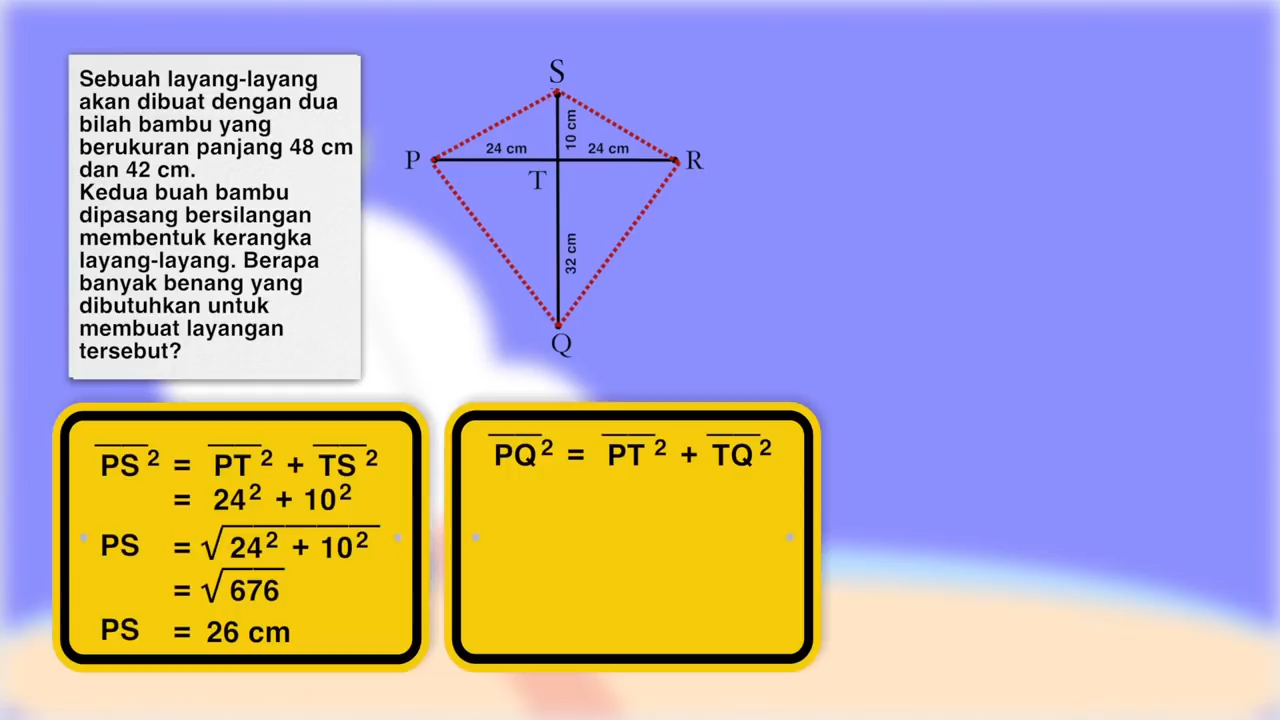 Sebuah layang-layang
akan dibuat dengan dua
bilah bambu yang
berukuran panjang 48 cm
dan 42 cm.
Kedua buah bambu
dipasang bersilangan
membentuk kerangka
layang-layang. Berapa
banyak benang yang
dibutuhkan untuk
membuat layangan
tersebut?
S
10 cm
24 cm
24 cm
P
R
T
32 cm
Q
PS² = PT² + TS²
= 24² + 10²
PS = √24² + 10²
= √676
PS = 26 cm
PQ² = PT² + TQ²